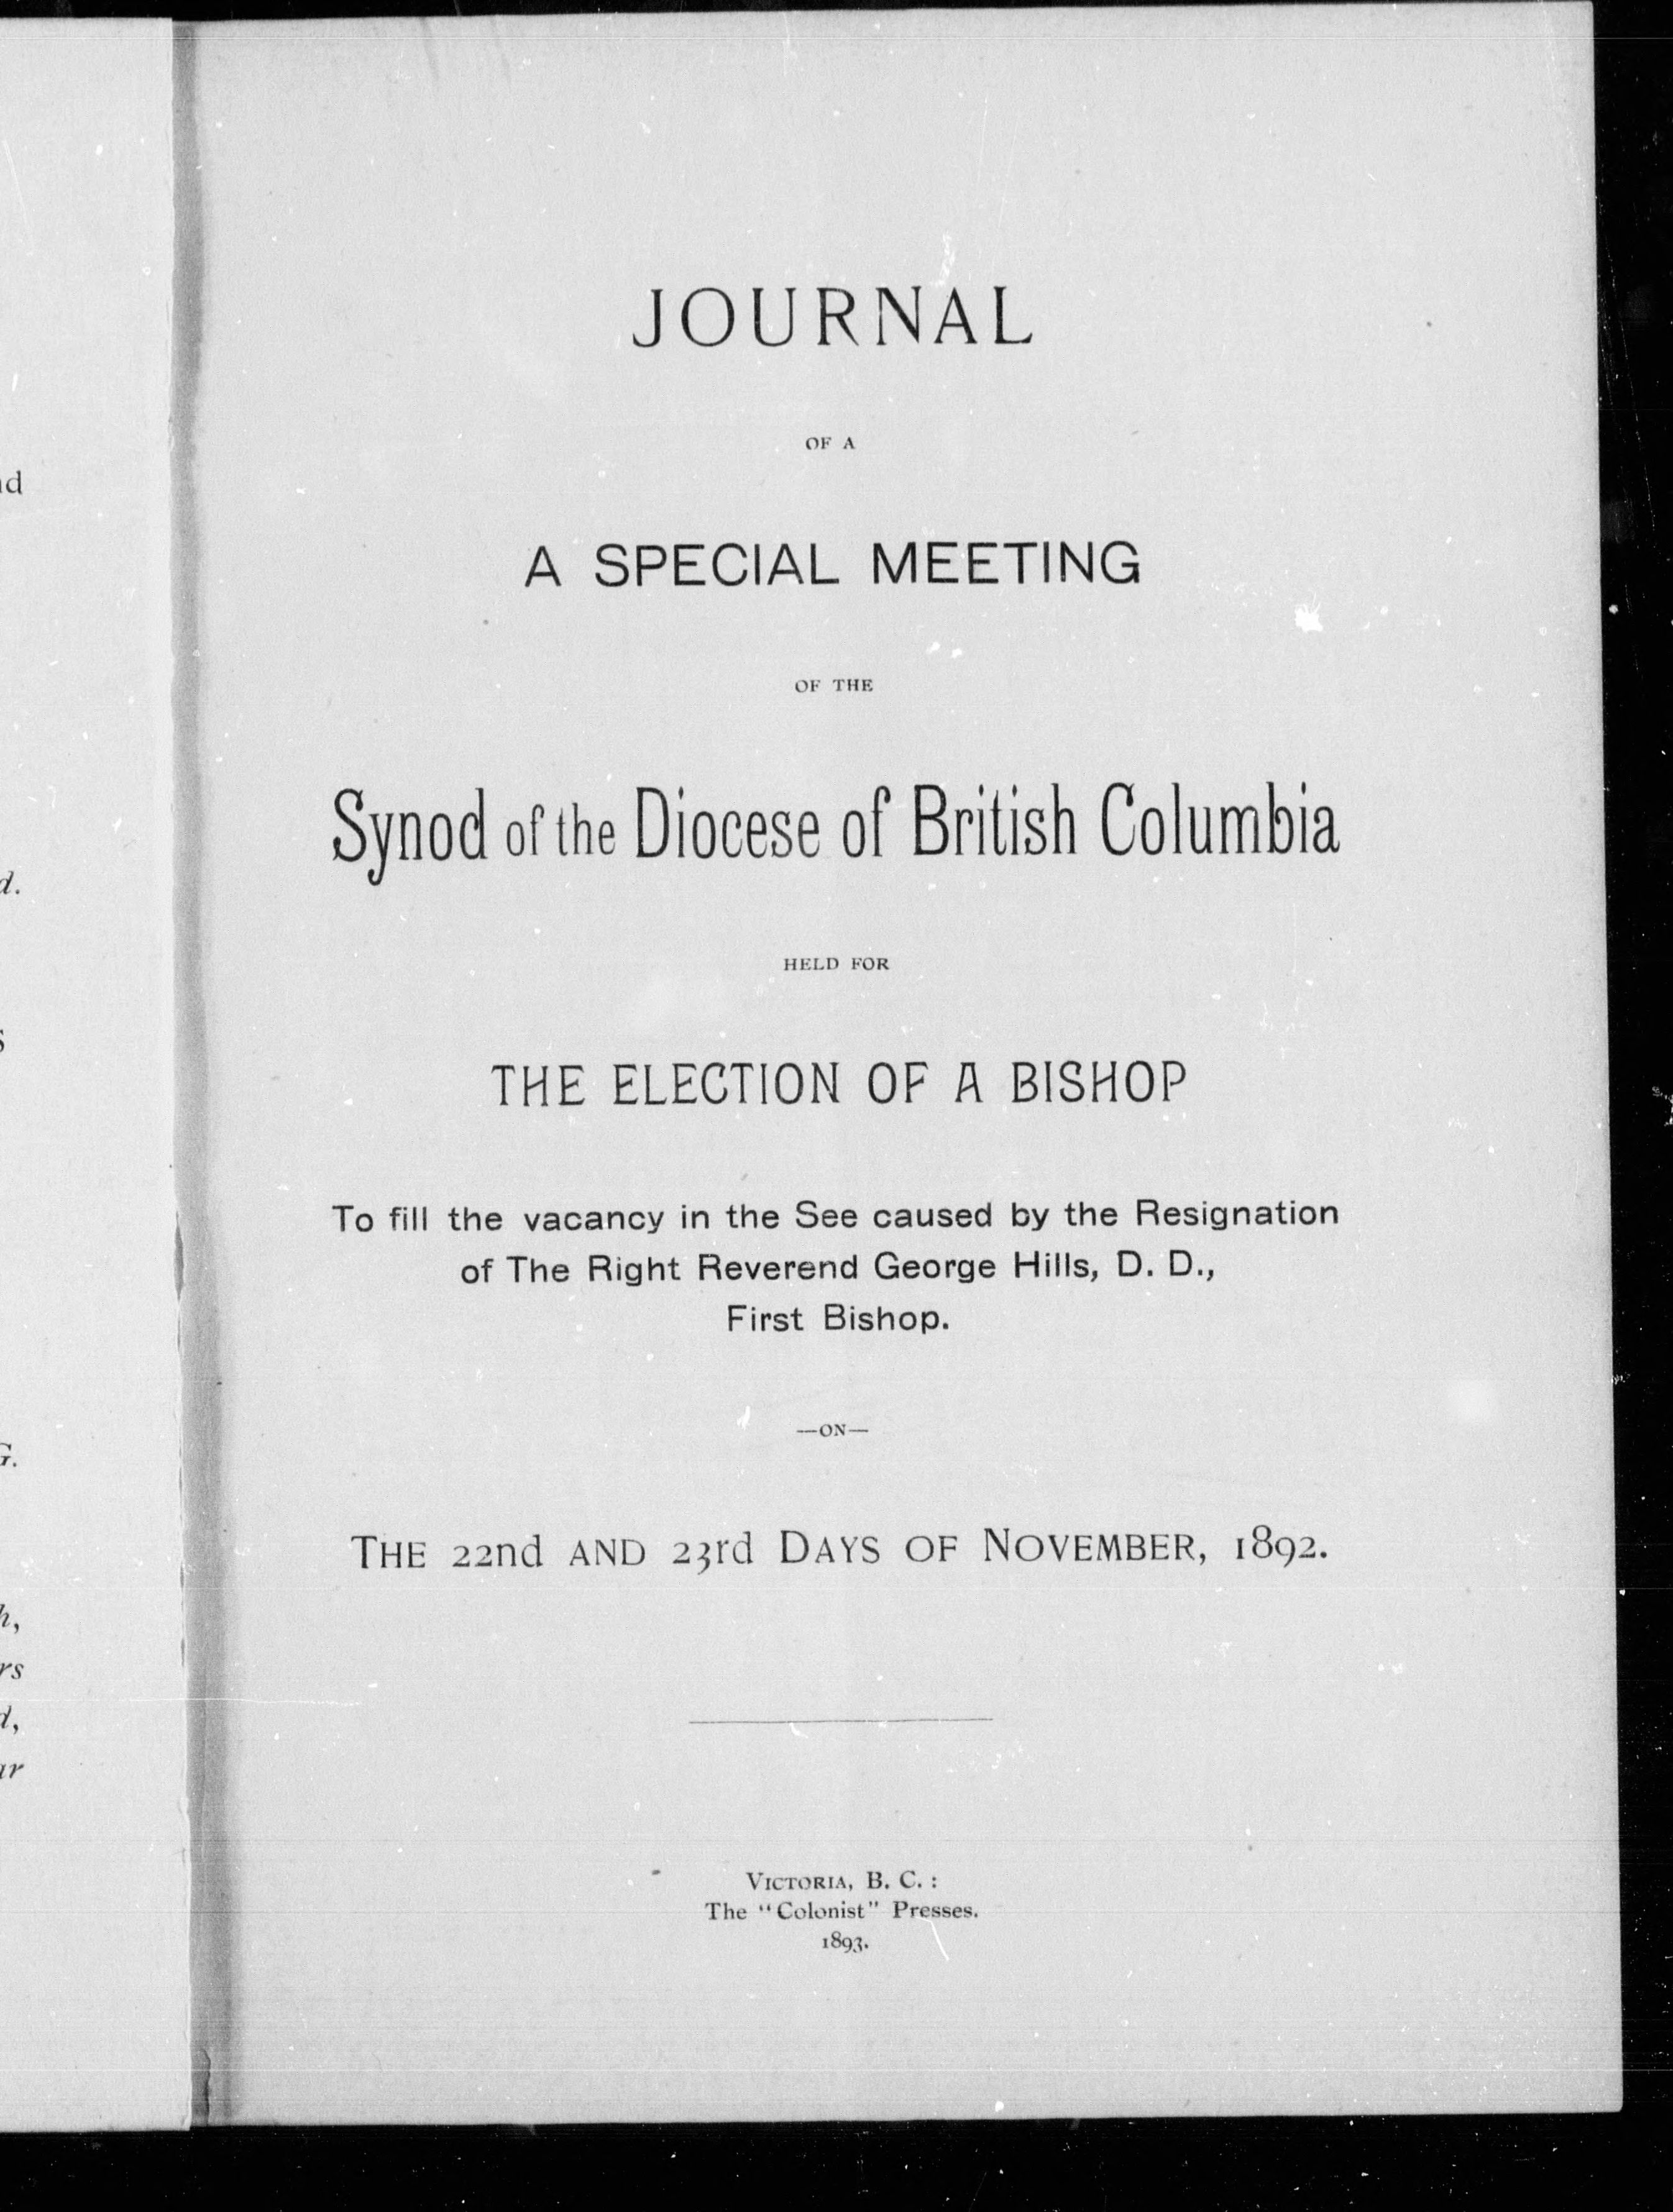 JOURNAL
OF A
A SPECIAL MEETING
OF THE
Synod of the Diocese of British Columbia
HELD FOR
THE ELECTION OF A BISHOP
To fill the vacancy in the See caused by the Resignation
of The Right Reverend George Hills, D. D.,
First Bishop.
—ON—
THE 22nd AND 23rd DAYS OF NOVEMBER, 1892.
VICTORIA, B. C. :
The "Colonist" Presses.
1893.